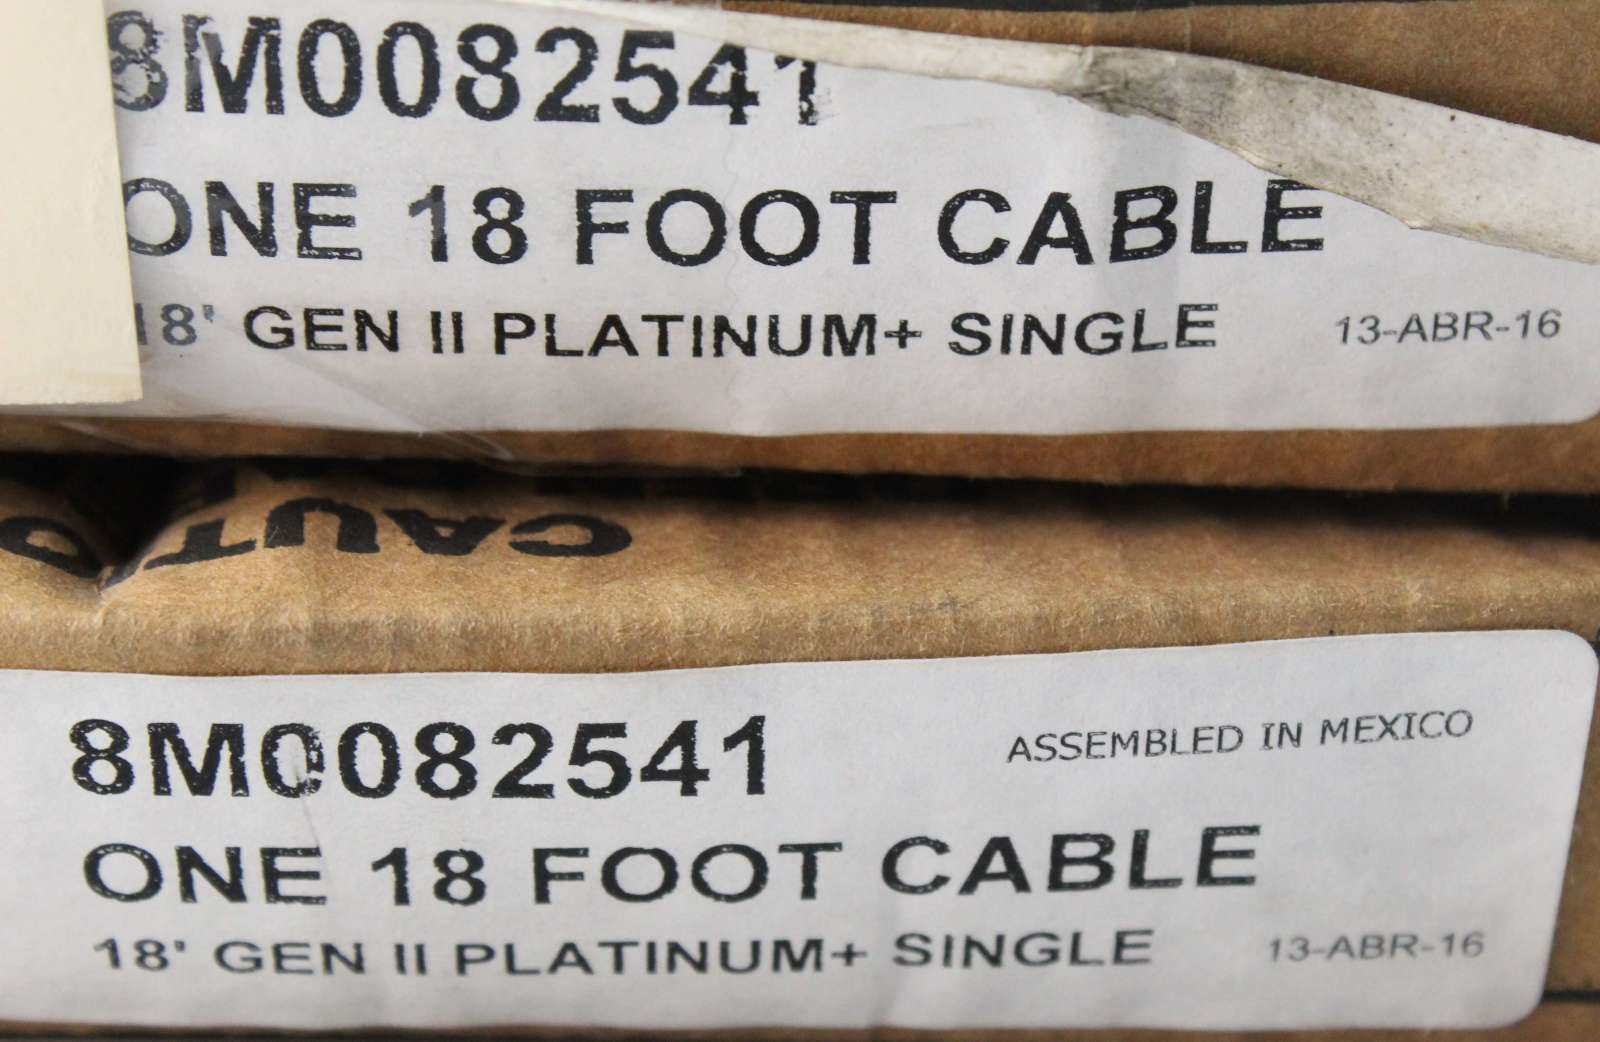 8M0082541
ONE 18 FOOT CABLE
18' GEN II PLATINUM+ SINGLE 13-ABR-16
CAUT
8M0082541 ASSEMBLED IN MEXICO
ONE 18 FOOT CABLE
18' GEN II PLATINUM+ SINGLE 13-ABR-16